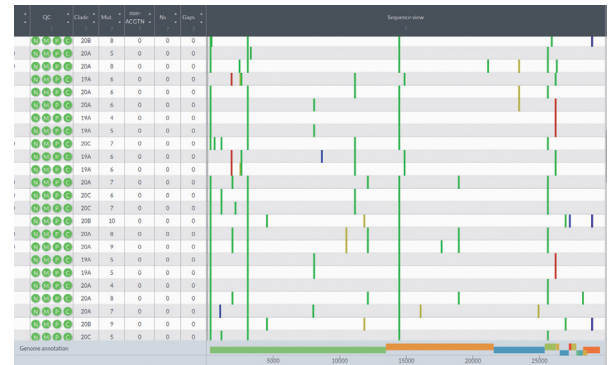 QC Clade Mut. non-ACGTN Ns Gaps Sequence view
N M P C 20B 8 0 0 0
N M P C 20A 5 0 0 0
N M P C 20A 8 0 0 0
N M P C 19A 6 0 0 0
N M P C 20A 6 0 0 0
N M P C 20A 6 0 0 0
N M P C 19A 4 0 0 0
N M P C 19A 5 0 0 0
N M P C 20C 7 0 0 0
N M P C 19A 6 0 0 0
N M P C 19A 6 0 0 0
N M P C 20A 7 0 0 0
N M P C 20C 6 0 0 0
N M P C 20C 7 0 0 0
N M P C 20B 10 0 0 0
N M P C 20A 8 0 0 0
N M P C 20A 9 0 0 0
N M P C 19A 5 0 0 0
N M P C 19A 5 0 0 0
N M P C 20A 4 0 0 0
N M P C 20A 8 0 0 0
N M P C 20A 7 0 0 0
N M P C 20B 9 0 0 0
N M P C 20C 5 0 0 0
Genome annotation
5000 10000 15000 20000 25000